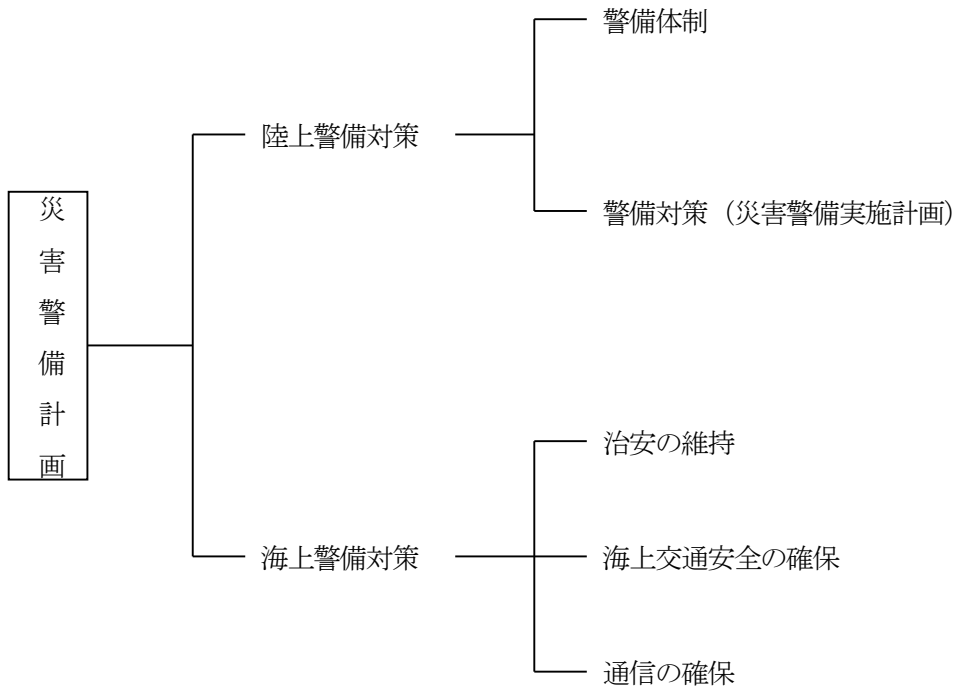 災害警備計画
陸上警備対策
警備体制
警備対策（災害警備実施計画）
海上警備対策
治安の維持
海上交通安全の確保
通信の確保